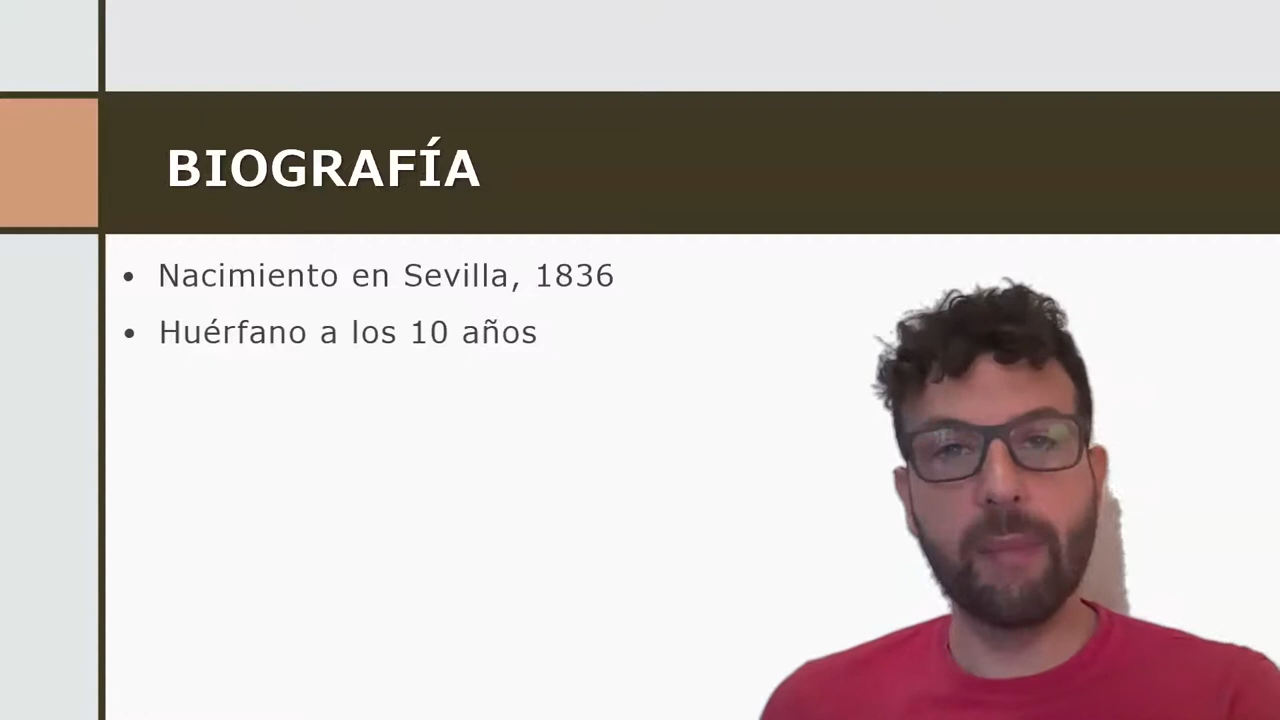 BIOGRAFÍA
• Nacimiento en Sevilla, 1836
• Huérfano a los 10 años